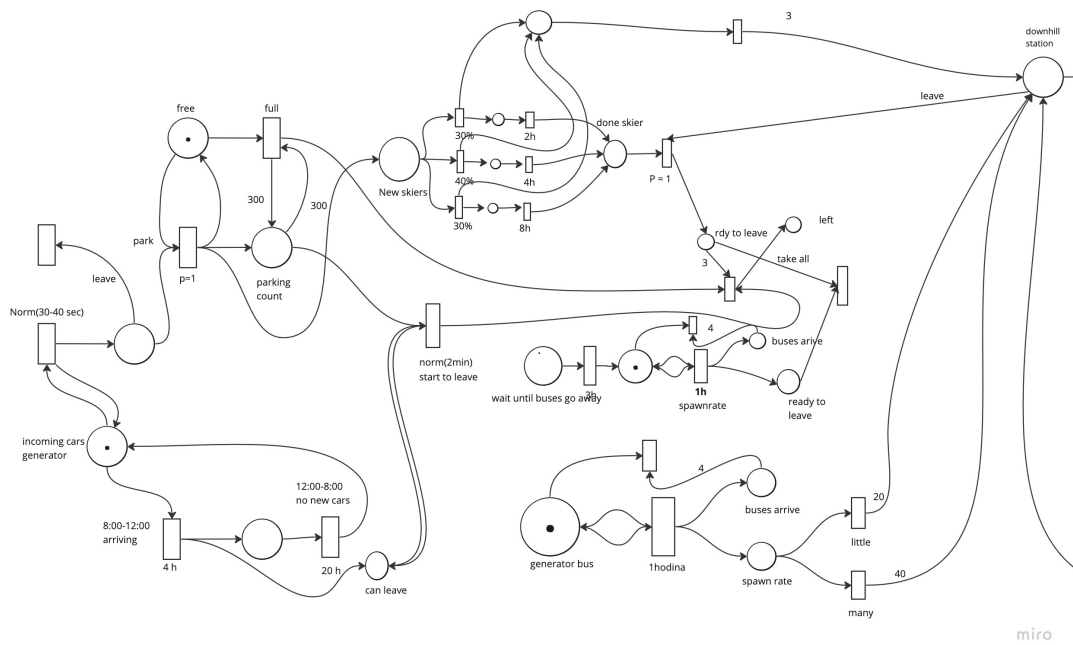 3
downhill
station
free
full
leave
30%
2h
done skier
40%
4h
P = 1
New skiers
300
300
30%
8h
park
rdy to leave
left
p=1
3
take all
leave
parking
count
Norm(30-40 sec)
4
buses arive
norm(2min)
start to leave
wait until buses go away
2h
1h
spawnrate
ready to
leave
incoming cars
generator
4
12:00-8:00
no new cars
buses arrive
20
8:00-12:00
arriving
little
4 h
20 h
generator bus
1hodina
spawn rate
40
can leave
many
miro